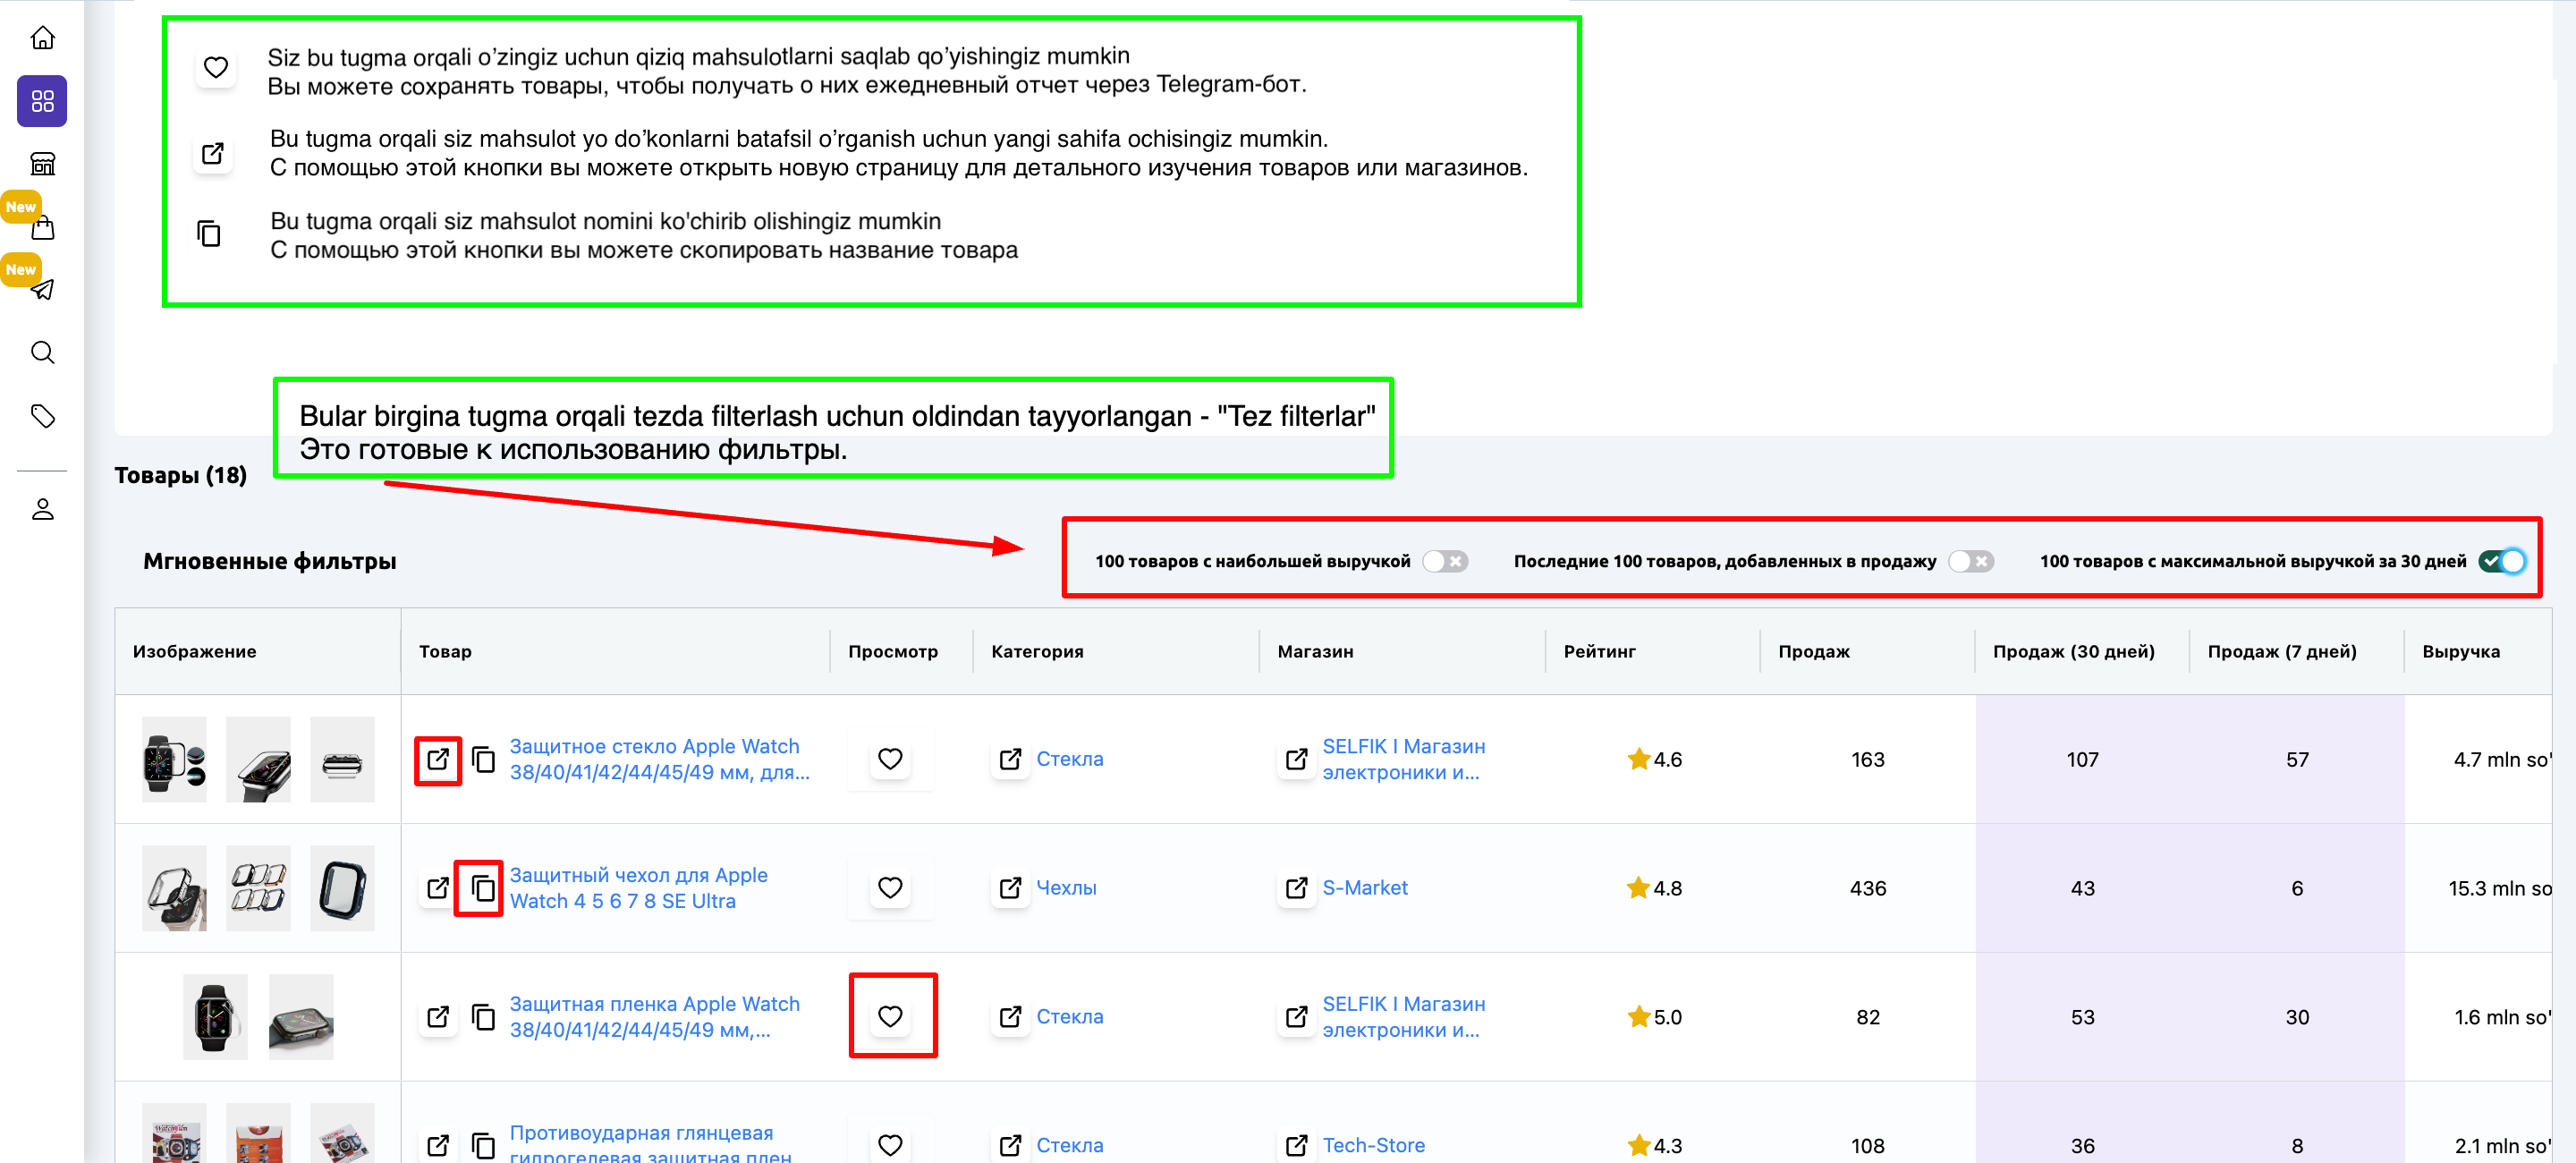 Siz bu tugma orqali o’zingiz uchun qiziq mahsulotlarni saqlab qo’yishingiz mumkin
Вы можете сохранять товары, чтобы получать о них ежедневный отчет через Telegram-бот.
Bu tugma orqali siz mahsulot yo do’konlarni batafsil o’rganish uchun yangi sahifa ochisingiz mumkin.
С помощью этой кнопки вы можете открыть новую страницу для детального изучения товаров или магазинов.
New
Bu tugma orqali siz mahsulot nomini ko'chirib olishingiz mumkin
С помощью этой кнопки вы можете скопировать название товара
New
Bular birgina tugma orqali tezda filterlash uchun oldindan tayyorlangan - "Tez filterlar"
Это готовые к использованию фильтры.
Товары (18)
Мгновенные фильтры
100 товаров с наибольшей выручкой
Последние 100 товаров, добавленных в продажу
100 товаров с максимальной выручкой за 30 дней
Изображение Товар Просмотр Категория Магазин Рейтинг Продаж Продаж (30 дней) Продаж (7 дней) Выручка
Защитное стекло Apple Watch
38/40/41/42/44/45/49 мм, для...
Стекла
SELFIK I Магазин
электроники и...
4.6 163 107 57 4.7 mln so'
Защитный чехол для Apple
Watch 4 5 6 7 8 SE Ultra
Чехлы
S-Market
4.8 436 43 6 15.3 mln so
Защитная пленка Apple Watch
38/40/41/42/44/45/49 мм,...
Стекла
SELFIK I Магазин
электроники и...
5.0 82 53 30 1.6 mln so'
Противоударная глянцевая
гидрогелевая защитная плен
Стекла
Tech-Store
4.3 108 36 8 2.1 mln so'